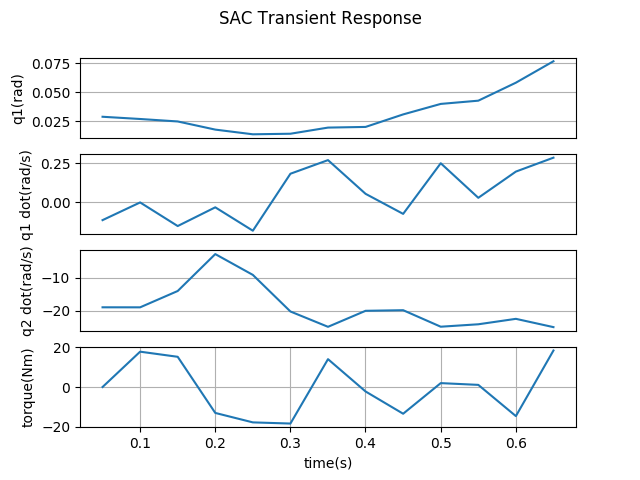 SAC Transient Response
0.075
0.050
0.025
q1(rad)
0.25
0.00
q1 dot(rad/s)
−10
−20
q2 dot(rad/s)
20
0
−20
torque(Nm)
0.1 0.2 0.3 0.4 0.5 0.6
time(s)